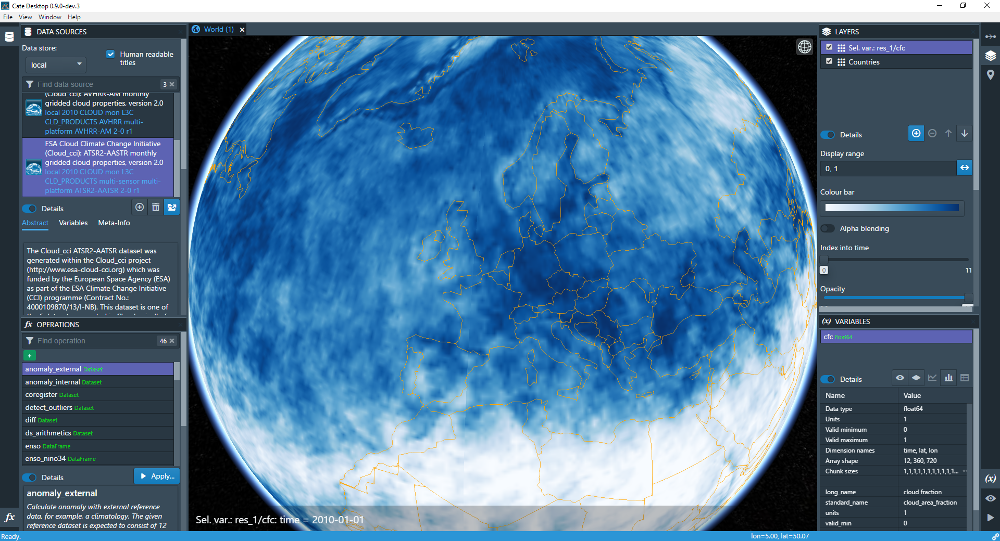 Cate Desktop 0.9.0-dev.3
File View Window Help
DATA SOURCES
Data store:
local
Human readable
titles
Find data source 3
(Cloud_cci): AVHRR-AM monthly
gridded cloud properties, version 2.0
local 2010 CLOUD mon L3C
CLD_PRODUCTS AVHRR multi-
platform AVHRR-AM 2-0 r1
ESA Cloud Climate Change Initiative
(Cloud_cci): ATSR2-AASTR monthly
gridded cloud properties, version 2.0
local 2010 CLOUD mon L3C
CLD_PRODUCTS multi-sensor multi-
platform ATSR2-AATSR 2-0 r1
Details
Abstract Variables Meta-Info
The Cloud_cci ATSR2-AATSR dataset was
generated within the Cloud_cci project
(http://www.esa-cloud-cci.org) which was
funded by the European Space Agency (ESA)
as part of the ESA Climate Change Initiative
(CCI) programme (Contract No.:
4000109870/13/I-NB). This dataset is one of
fx OPERATIONS
Find operation 46
+
anomaly_external Dataset
anomaly_internal Dataset
coregister Dataset
detect_outliers Dataset
diff Dataset
ds_arithmetics Dataset
enso DataFrame
enso_nino34 DataFrame
Details
Apply...
anomaly_external
Calculate anomaly with external reference
data, for example, a climatology. The given
reference dataset is expected to consist of 12
fx
Ready.
World (1)
Sel. var.: res_1/cfc: time = 2010-01-01
lon=5.00, lat=50.07
LAYERS
Sel. var.: res_1/cfc
Countries
Details
Display range
0, 1
Colour bar
Alpha blending
Index into time
0 11
Opacity
(x) VARIABLES
cfc float64
Details
Name Value
Data type float64
Units 1
Valid minimum 0
Valid maximum 1
Dimension names time, lat, lon
Array shape 12, 360, 720
Chunk sizes 1,1,1,1,1,1,1,1,1,1,1...
long_name cloud fraction
standard_name cloud_area_fraction
units 1
valid_min 0
(x)